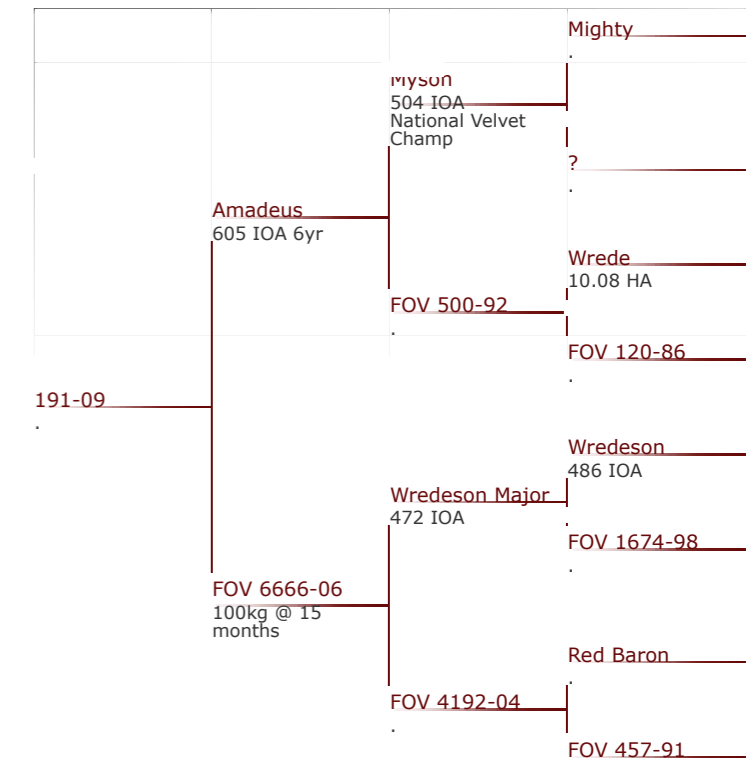 Mighty
.
Myson
504 IOA
National Velvet
Champ
?
.
Amadeus
605 IOA 6yr
Wrede
10.08 HA
FOV 500-92
.
FOV 120-86
.
191-09
.
Wredeson
486 IOA
Wredeson Major
472 IOA
.
FOV 1674-98
.
FOV 6666-06
100kg @ 15
months
Red Baron
.
FOV 4192-04
.
FOV 457-91